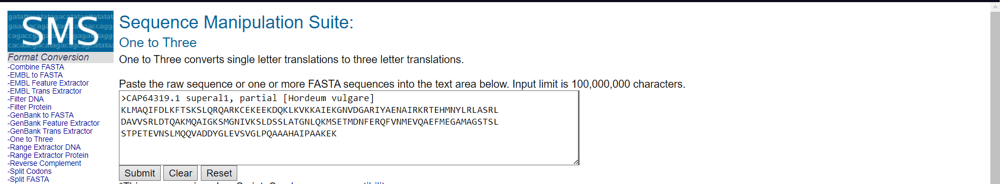 SMS
Sequence Manipulation Suite:
One to Three
One to Three converts single letter translations to three letter translations.
Paste the raw sequence or one or more FASTA sequences into the text area below. Input limit is 100,000,000 characters.
>CAP64319.1 superal1, partial [Hordeum vulgare]
KLMAQIFDLKFTSKSLQRQARKCEKEEKDQKLKVKKAIEKGNVDGARIYAENAIRKRTEHMNYLRLASRL
DAVVSRLDTQAKMQAIGKSMGNIVKSLDSSLATGNLQKMSETMDNFERQFVNMEVQAEFMEGAMAGSTSL
STPETEVNSLMQQVADDYGLEVSVGLPQAAAHAIPAAKEK
Submit Clear Reset
Format Conversion
-Combine FASTA
-EMBL to FASTA
-EMBL Feature Extractor
-EMBL Trans Extractor
-Filter DNA
-Filter Protein
-GenBank to FASTA
-GenBank Feature Extractor
-GenBank Trans Extractor
-One to Three
-Range Extractor DNA
-Range Extractor Protein
-Reverse Complement
-Split Codons
-Split FASTA